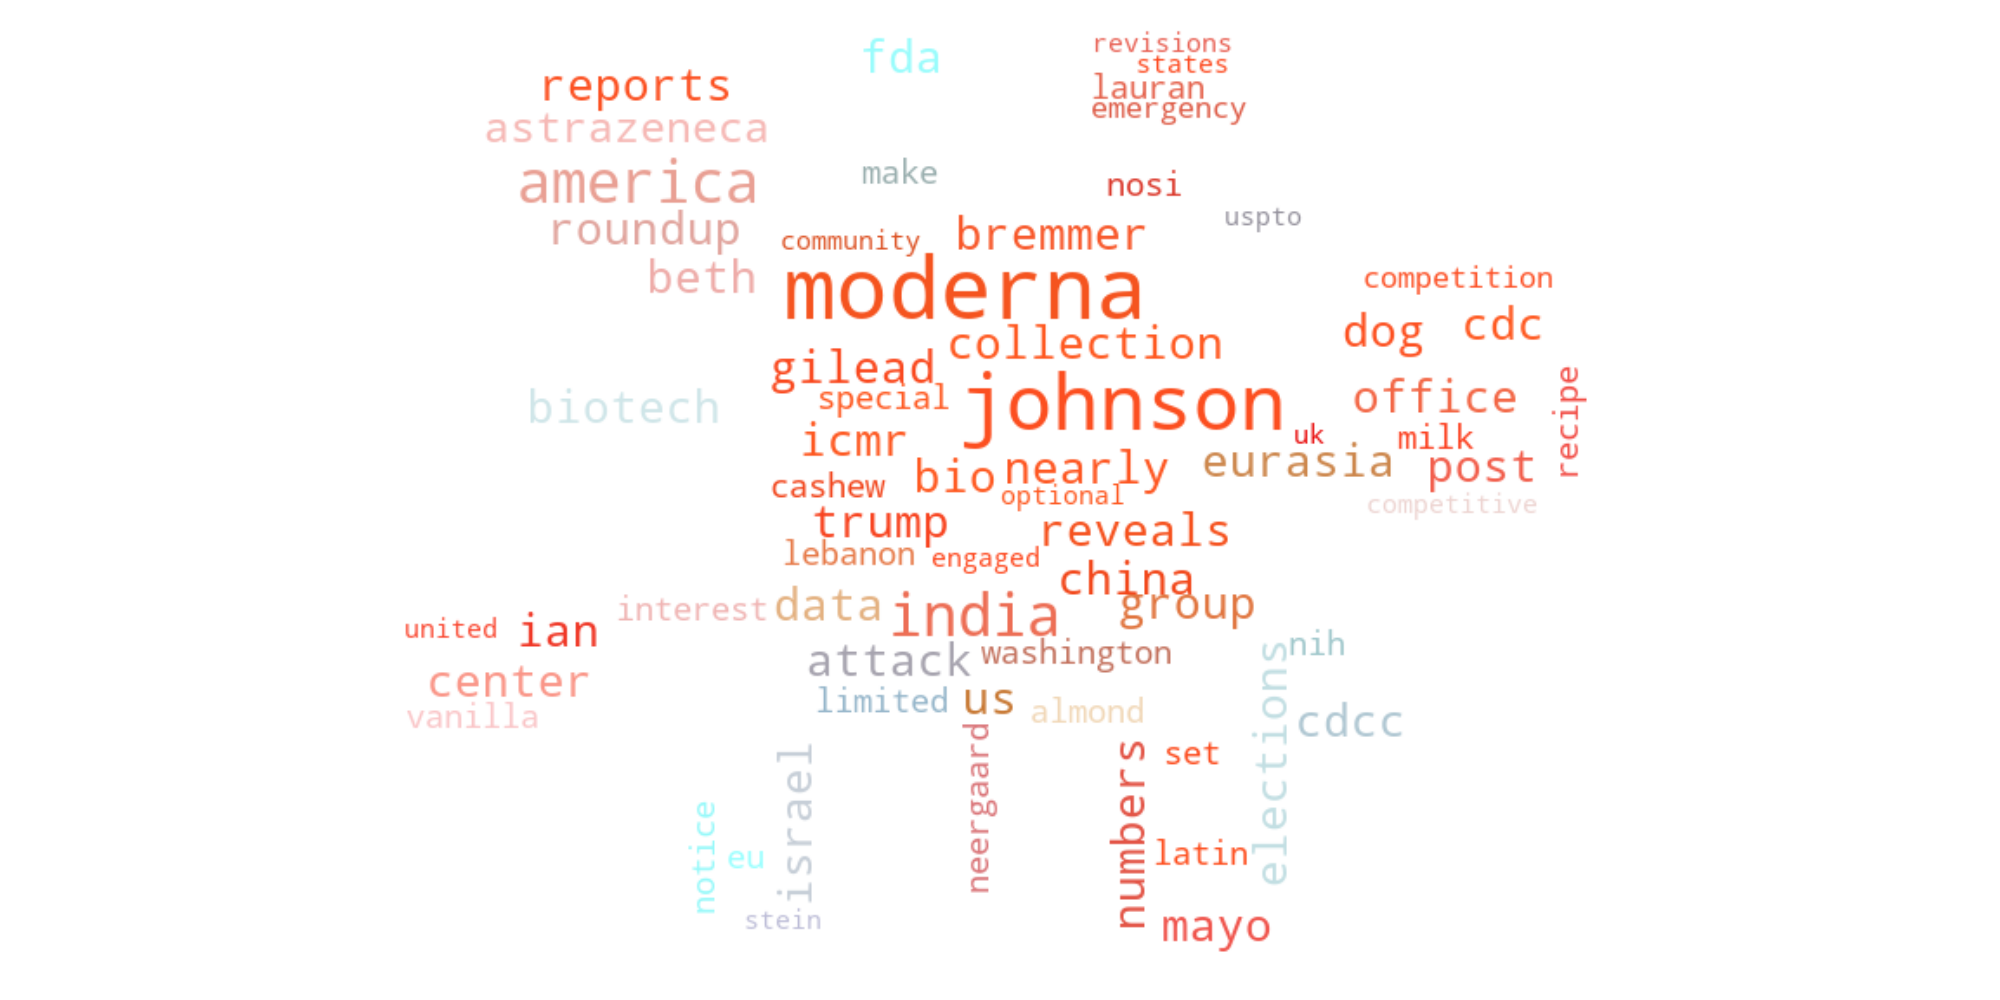 fda
revisions
states
reports
lauran
emergency
astrazeneca
make
america
nosi
uspto
roundup
community
bremmer
beth
moderna
competition
dog
cdc
collection
gilead
special
johnson
office
recipe
biotech
icmr
uk
milk
eurasia
post
nearly
bio
cashew
optional
competitive
trump
reveals
lebanon
engaged
china
interest
data
india
group
united
ian
attack
washington
nih
center
limited
us
almond
vanilla
elections
cdcc
israel
neergaard
numbers
set
notice
eu
latin
stein
mayo